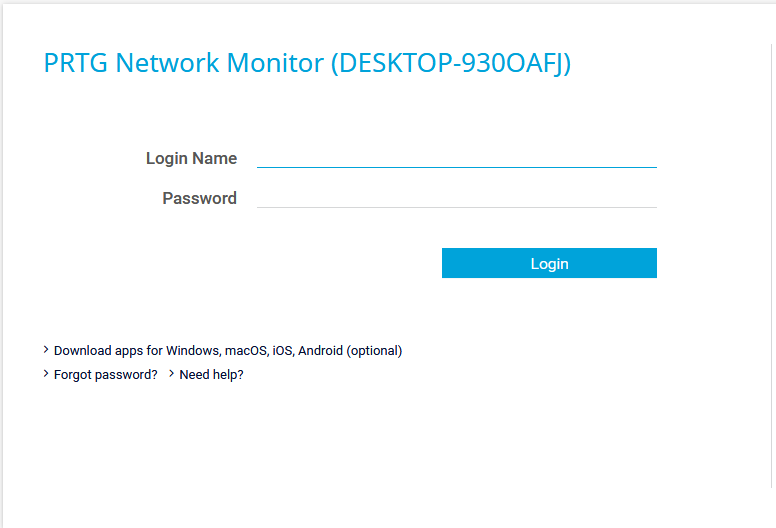 PRTG Network Monitor (DESKTOP-930OAFJ)
Login Name
Password
Login
Download apps for Windows, macOS, iOS, Android (optional)
Forgot password? Need help?